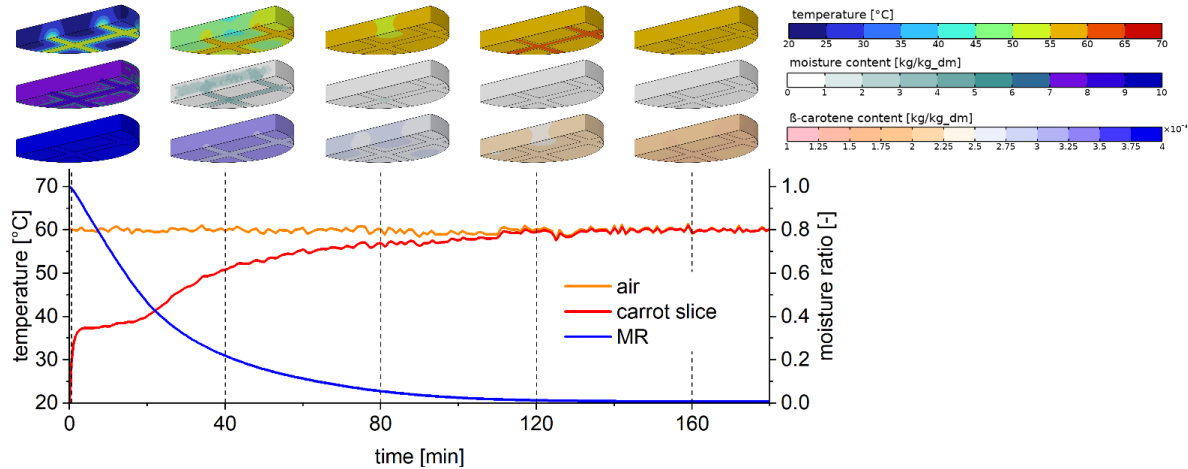 temperature [°C]
20 25 30 35 40 45 50 55 60 65 70
moisture content [kg/kg_dm]
0 1 2 3 4 5 6 7 8 9 10
ß-carotene content [kg/kg_dm]
×10⁻⁴
1 1.25 1.5 1.75 2 2.25 2.5 2.75 3 3.25 3.5 3.75 4
70 1.0
60 0.8
50 0.6
40 0.4
30 0.2
20 0.0
temperature [°C]
moisture ratio [-]
air
carrot slice
MR
0 40 80 120 160
time [min]